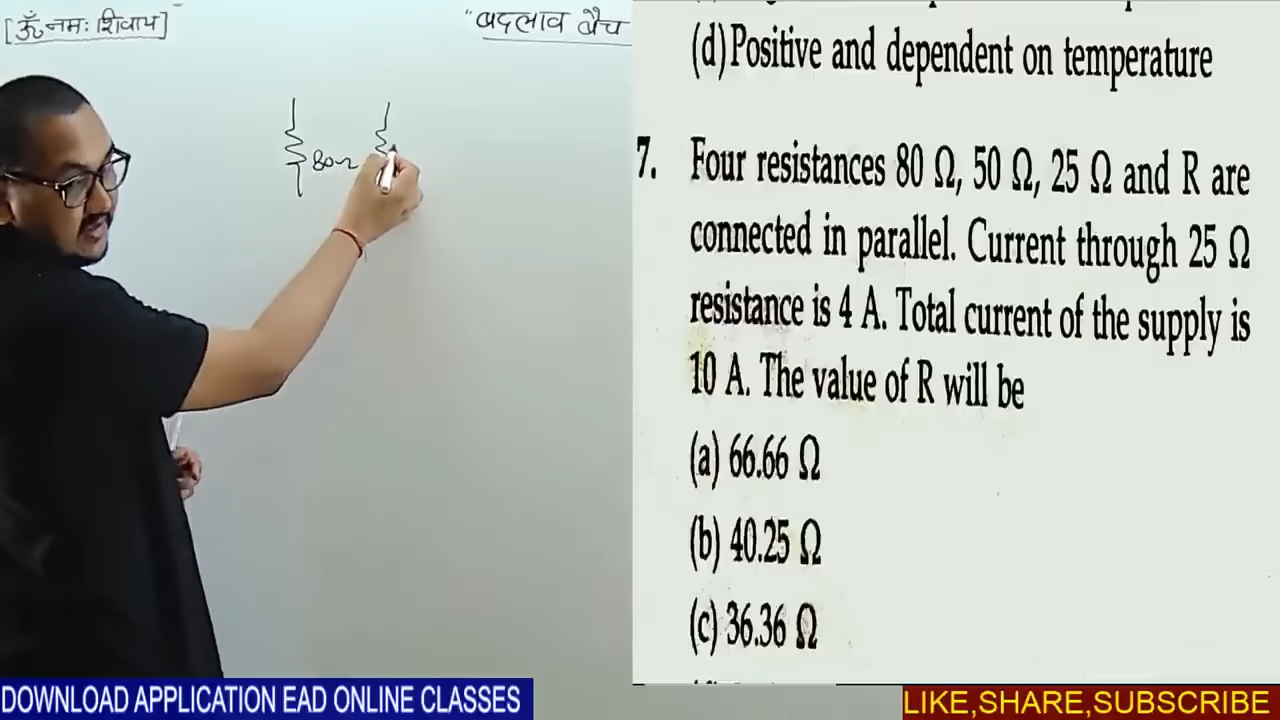 [ॐ नमः शिवाय]
"बदलाव बैच
80Ω
(d) Positive and dependent on temperature
7. Four resistances 80 Ω, 50 Ω, 25 Ω and R are
connected in parallel. Current through 25 Ω
resistance is 4 A. Total current of the supply is
10 A. The value of R will be
(a) 66.66 Ω
(b) 40.25 Ω
(c) 36.36 Ω
DOWNLOAD APPLICATION EAD ONLINE CLASSES
LIKE,SHARE,SUBSCRIBE